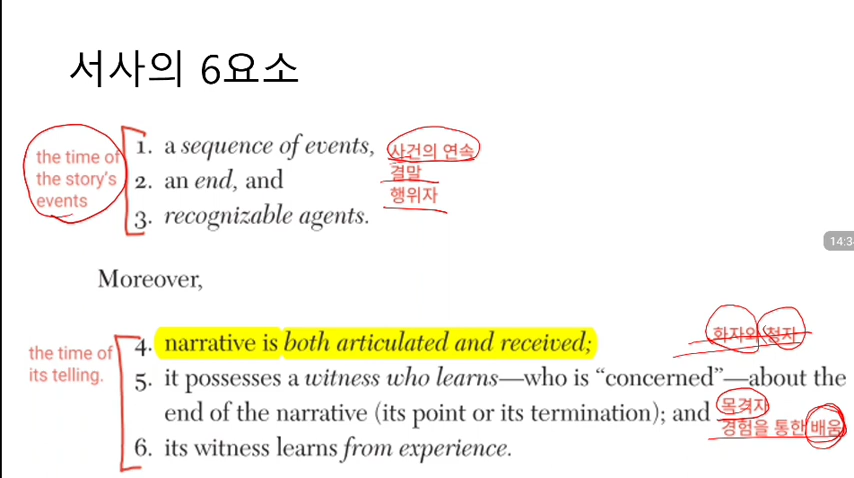 서사의 6요소
the time of
the story's
events
1. a sequence of events,
2. an end, and
3. recognizable agents.
사건의 연속
결말
행위자
14:3
Moreover,
the time of
its telling.
4. narrative is both articulated and received;
화자와 청자
5. it possesses a witness who learns—who is “concerned”—about the
end of the narrative (its point or its termination); and
목격자
경험을 통한 배움
6. its witness learns from experience.